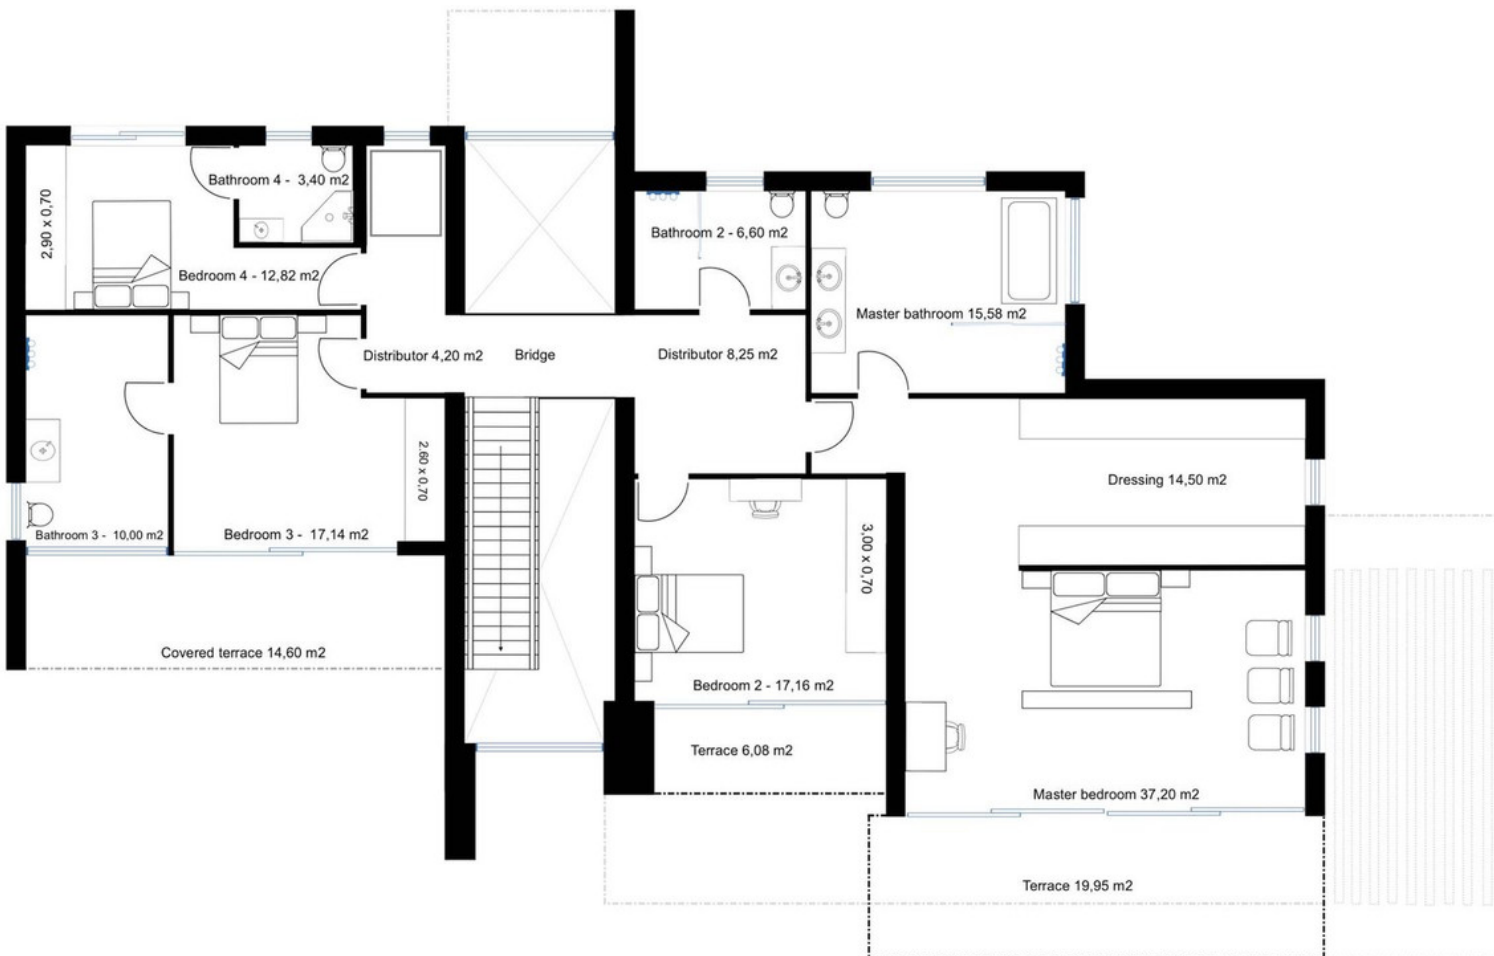 Bathroom 4 - 3,40 m2
2,90 x 0,70
Bedroom 4 - 12,82 m2
Bathroom 2 - 6,60 m2
Master bathroom 15,58 m2
Distributor 4,20 m2
Bridge
Distributor 8,25 m2
2.60 x 0,70
Dressing 14,50 m2
Bathroom 3 - 10,00 m2
Bedroom 3 - 17,14 m2
3,00 x 0,70
Covered terrace 14,60 m2
Bedroom 2 - 17,16 m2
Terrace 6,08 m2
Master bedroom 37,20 m2
Terrace 19,95 m2